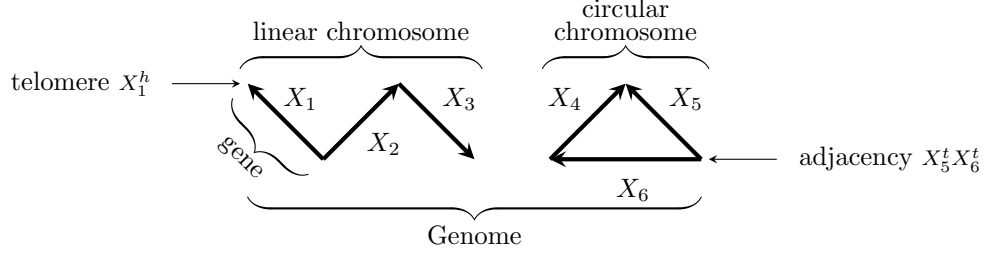 circular
linear chromosome chromosome
telomere X_1^h
X_1 X_3 X_4 X_5
gene X_2
adjacency X_5^t X_6^t
X_6
Genome